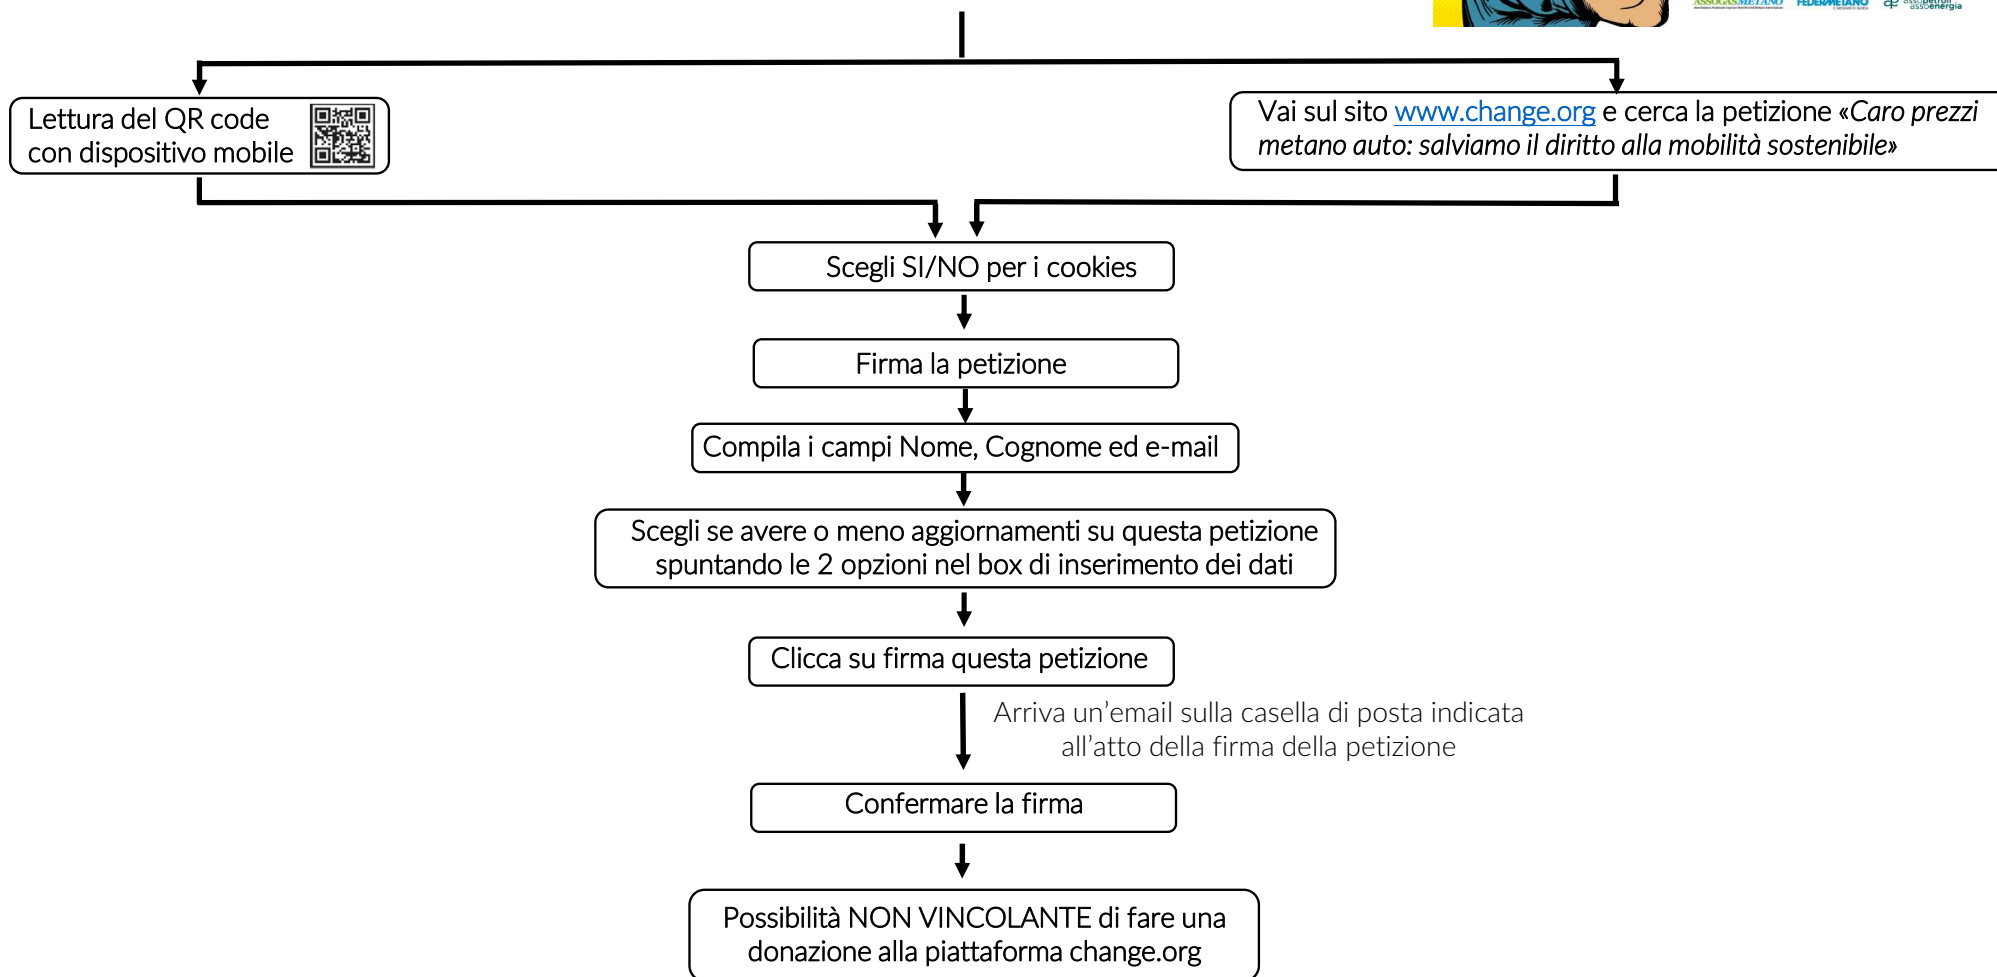 ASSOGASMETANO
FEDERMETANO
assopetroli
assoenergia
Lettura del QR code
con dispositivo mobile
Vai sul sito www.change.org e cerca la petizione «Caro prezzi
metano auto: salviamo il diritto alla mobilità sostenibile»
Scegli SI/NO per i cookies
Firma la petizione
Compila i campi Nome, Cognome ed e-mail
Scegli se avere o meno aggiornamenti su questa petizione
spuntando le 2 opzioni nel box di inserimento dei dati
Clicca su firma questa petizione
Arriva un’email sulla casella di posta indicata
all’atto della firma della petizione
Confermare la firma
Possibilità NON VINCOLANTE di fare una
donazione alla piattaforma change.org